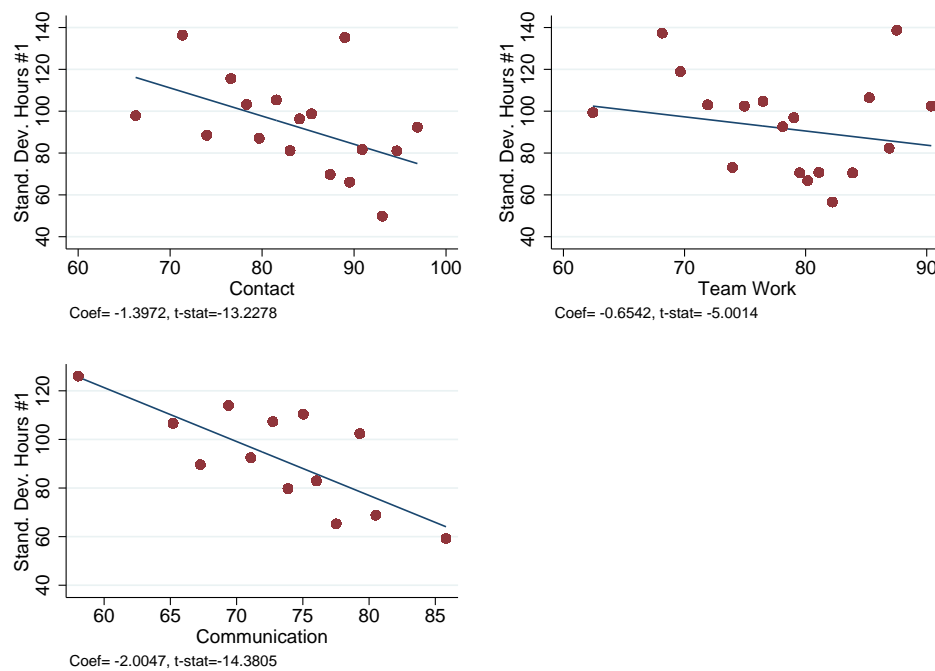 Stand. Dev. Hours #1
140
120
100
80
60
40
60 70 80 90 100
Contact
Coef= -1.3972, t-stat=-13.2278
Stand. Dev. Hours #1
140
120
100
80
60
40
60 70 80 90
Team Work
Coef= -0.6542, t-stat= -5.0014
Stand. Dev. Hours #1
120
100
80
60
40
60 65 70 75 80 85
Communication
Coef= -2.0047, t-stat=-14.3805